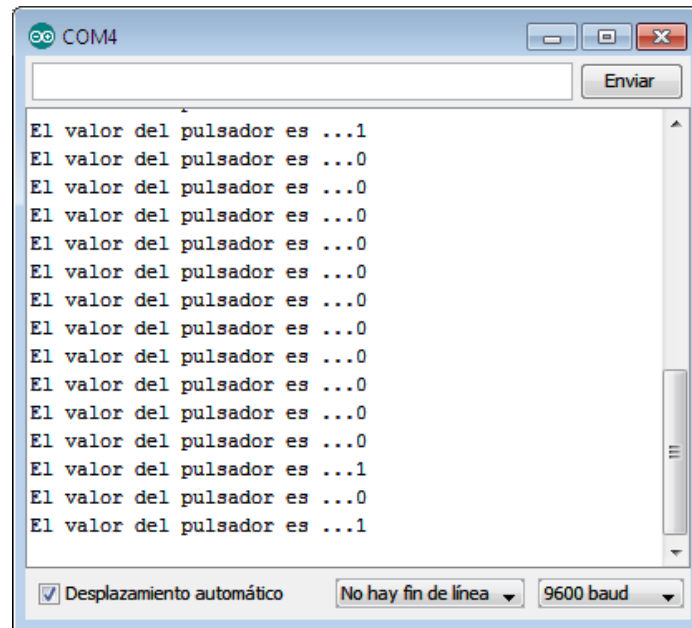 COM4
Enviar
El valor del pulsador es ...1
El valor del pulsador es ...0
El valor del pulsador es ...0
El valor del pulsador es ...0
El valor del pulsador es ...0
El valor del pulsador es ...0
El valor del pulsador es ...0
El valor del pulsador es ...0
El valor del pulsador es ...0
El valor del pulsador es ...0
El valor del pulsador es ...0
El valor del pulsador es ...0
El valor del pulsador es ...1
El valor del pulsador es ...0
El valor del pulsador es ...1
Desplazamiento automático No hay fin de línea 9600 baud